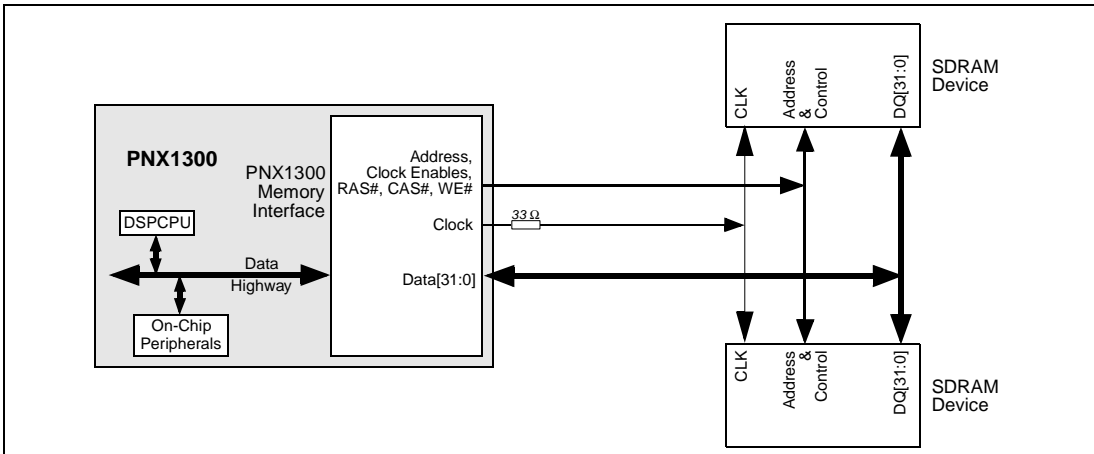 PNX1300
DSPCPU
Data
Highway
On-Chip
Peripherals
PNX1300
Memory
Interface
Address,
Clock Enables,
RAS#, CAS#, WE#
Clock
Data[31:0]
33 Ω
CLK
Address
&
Control
DQ[31:0]
SDRAM
Device
CLK
Address
&
Control
DQ[31:0]
SDRAM
Device